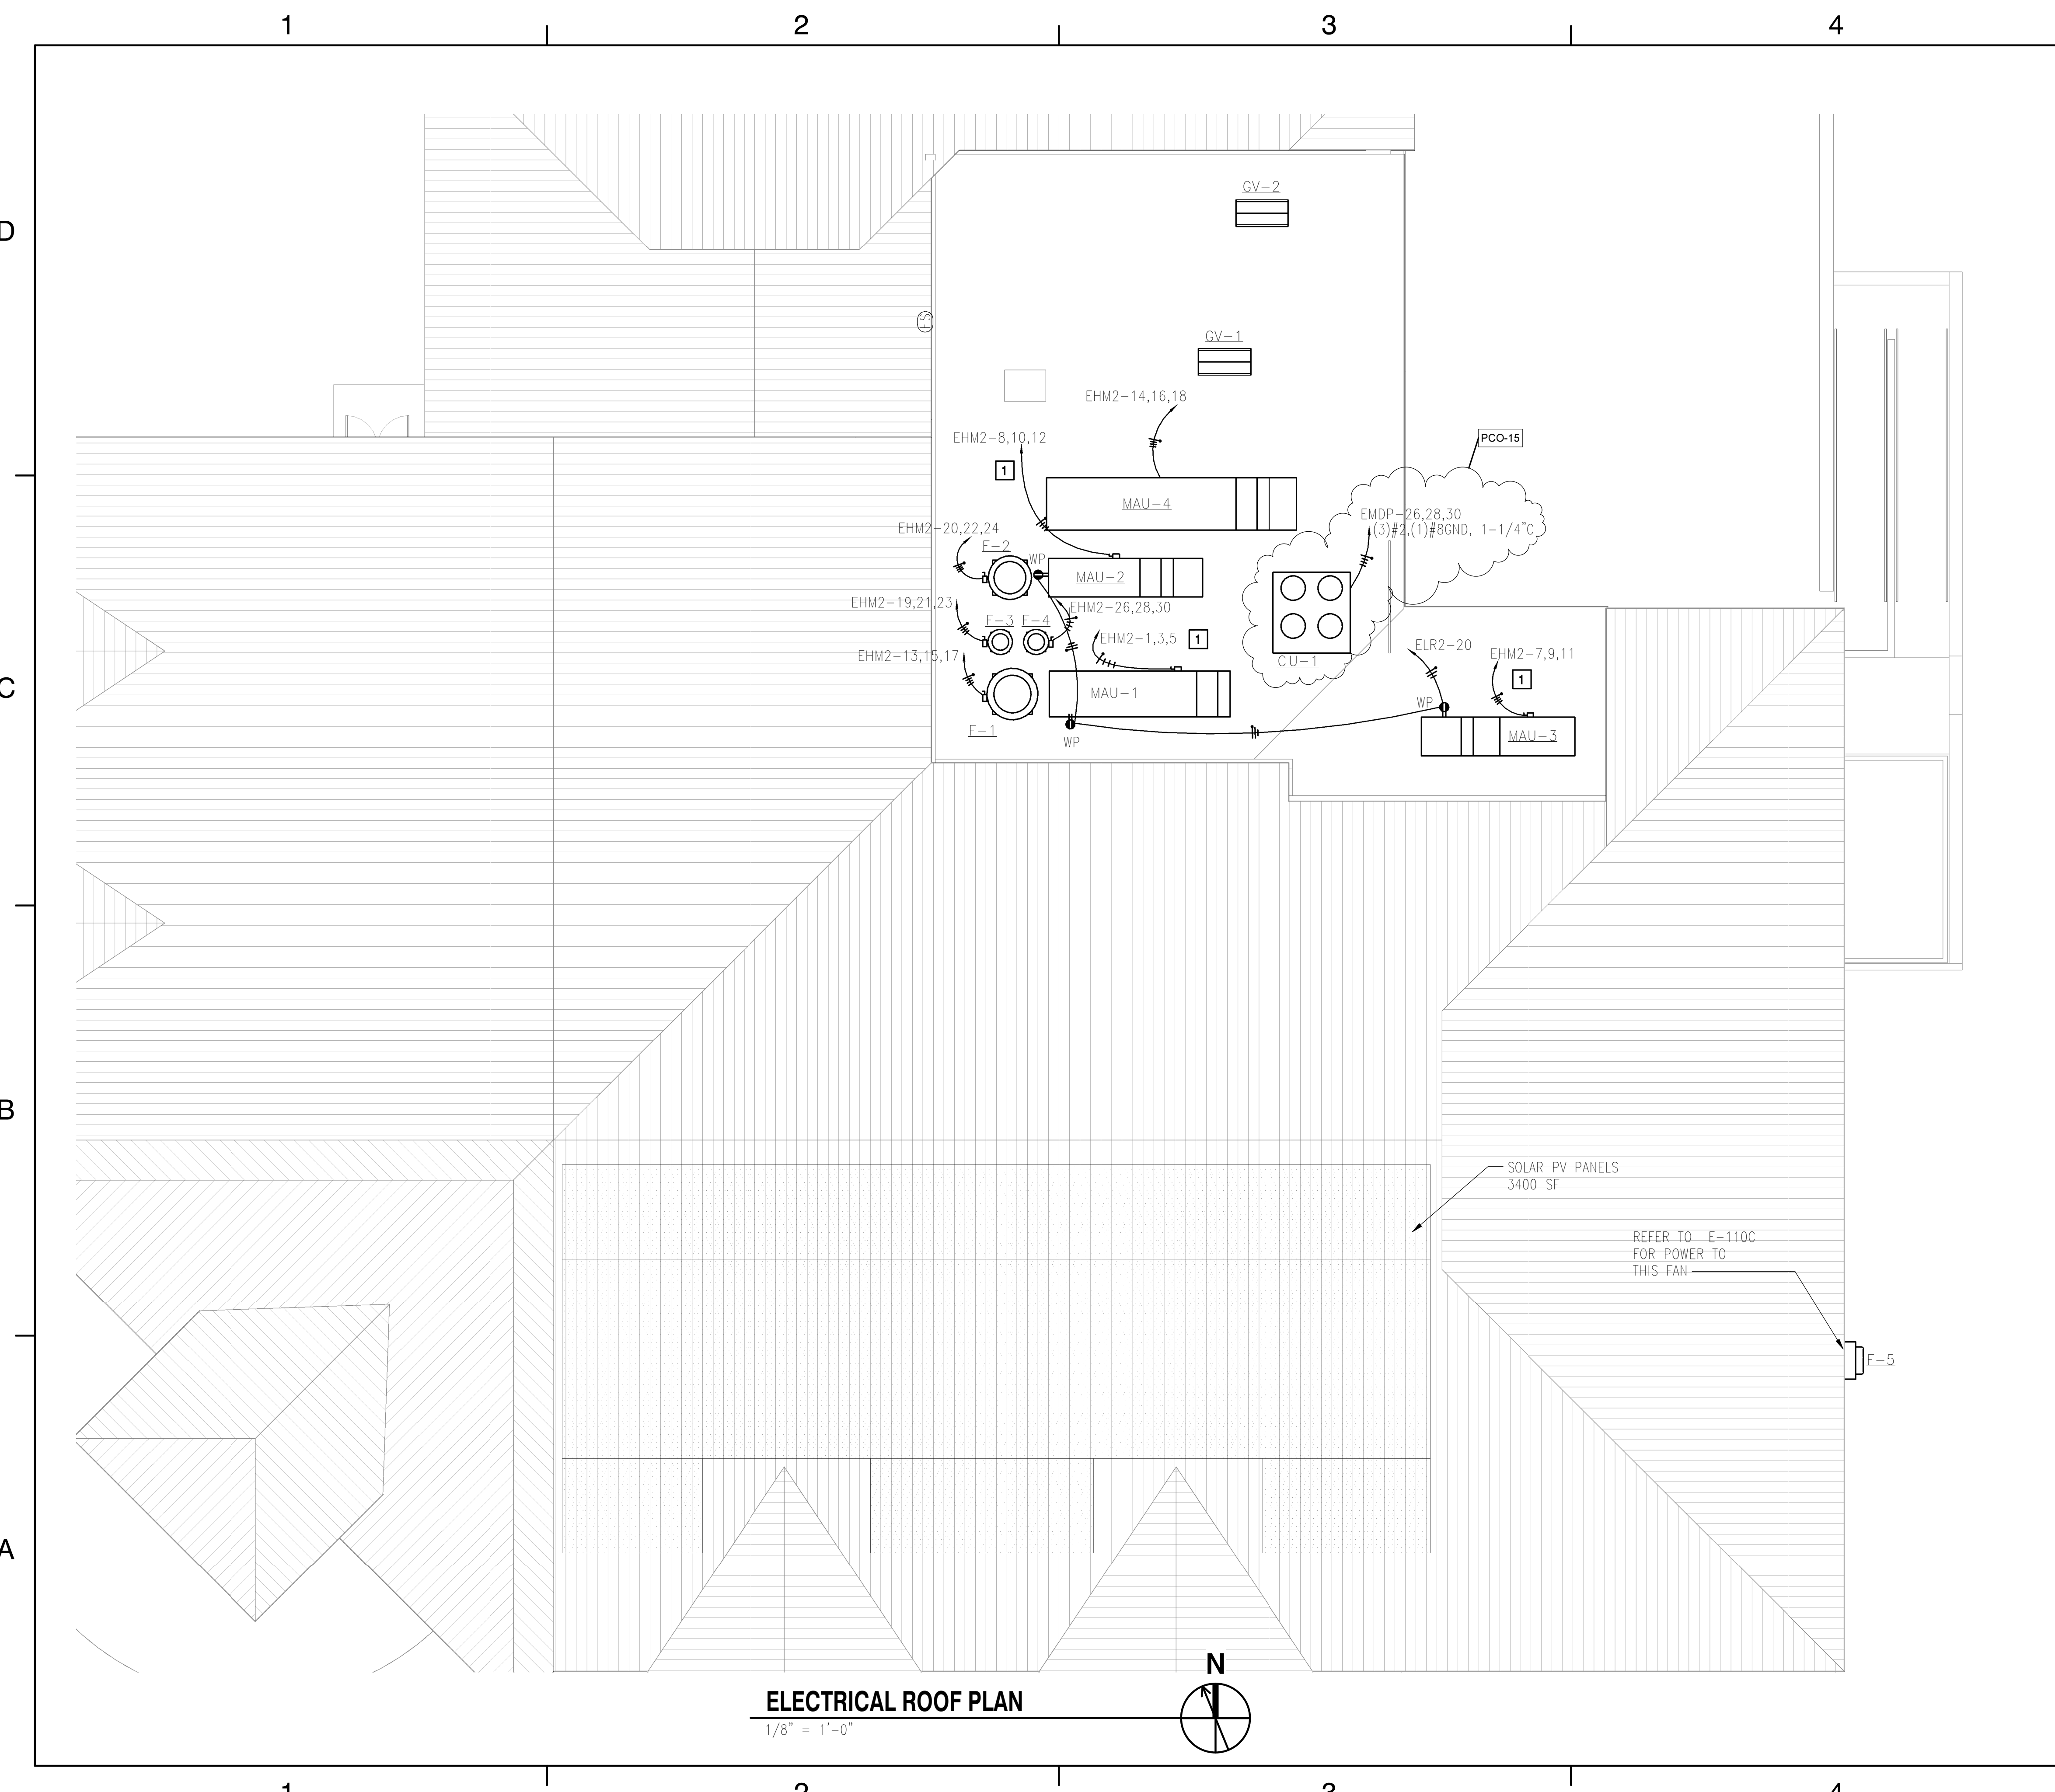 1 2 3 4
D
GV-2
ES
GV-1
EHM2-14,16,18
EHM2-8,10,12
PCO-15
1
MAU-4
EMDP-26,28,30
(3)#2,(1)#8GND, 1-1/4"C
EHM2-20,22,24
F-2
WP
MAU-2
EHM2-19,21,23
EHM2-26,28,30
F-3 F-4
EHM2-1,3,5
1
ELR2-20
EHM2-13,15,17
EHM2-7,9,11
CU-1
1
C
MAU-1
WP
F-1
WP
MAU-3
B
SOLAR PV PANELS
3400 SF
REFER TO E-110C
FOR POWER TO
THIS FAN
F-5
A
N
ELECTRICAL ROOF PLAN
1/8" = 1'-0"
1 2 3 4